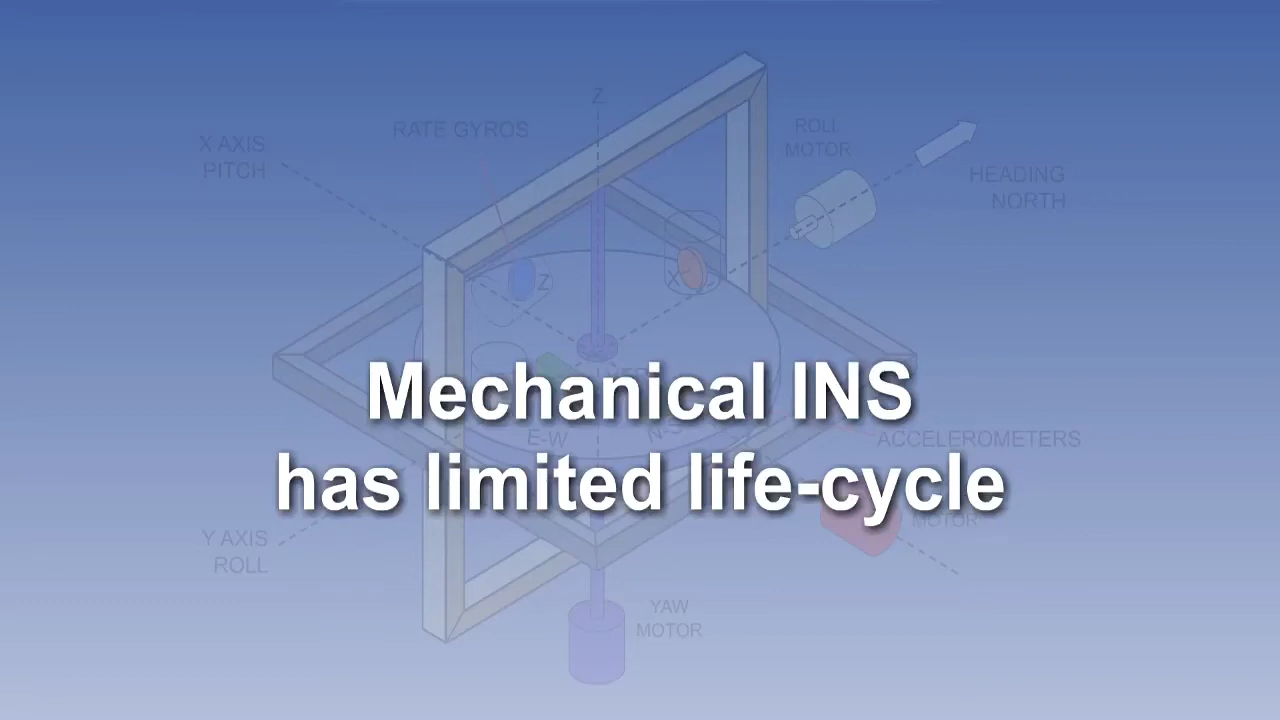 Z
RATE GYROS
X AXIS
PITCH
ROLL
MOTOR
HEADING
NORTH
Z
X
Mechanical INS
E-W
ACCELEROMETERS
has limited life-cycle
MOTOR
Y AXIS
ROLL
YAW
MOTOR